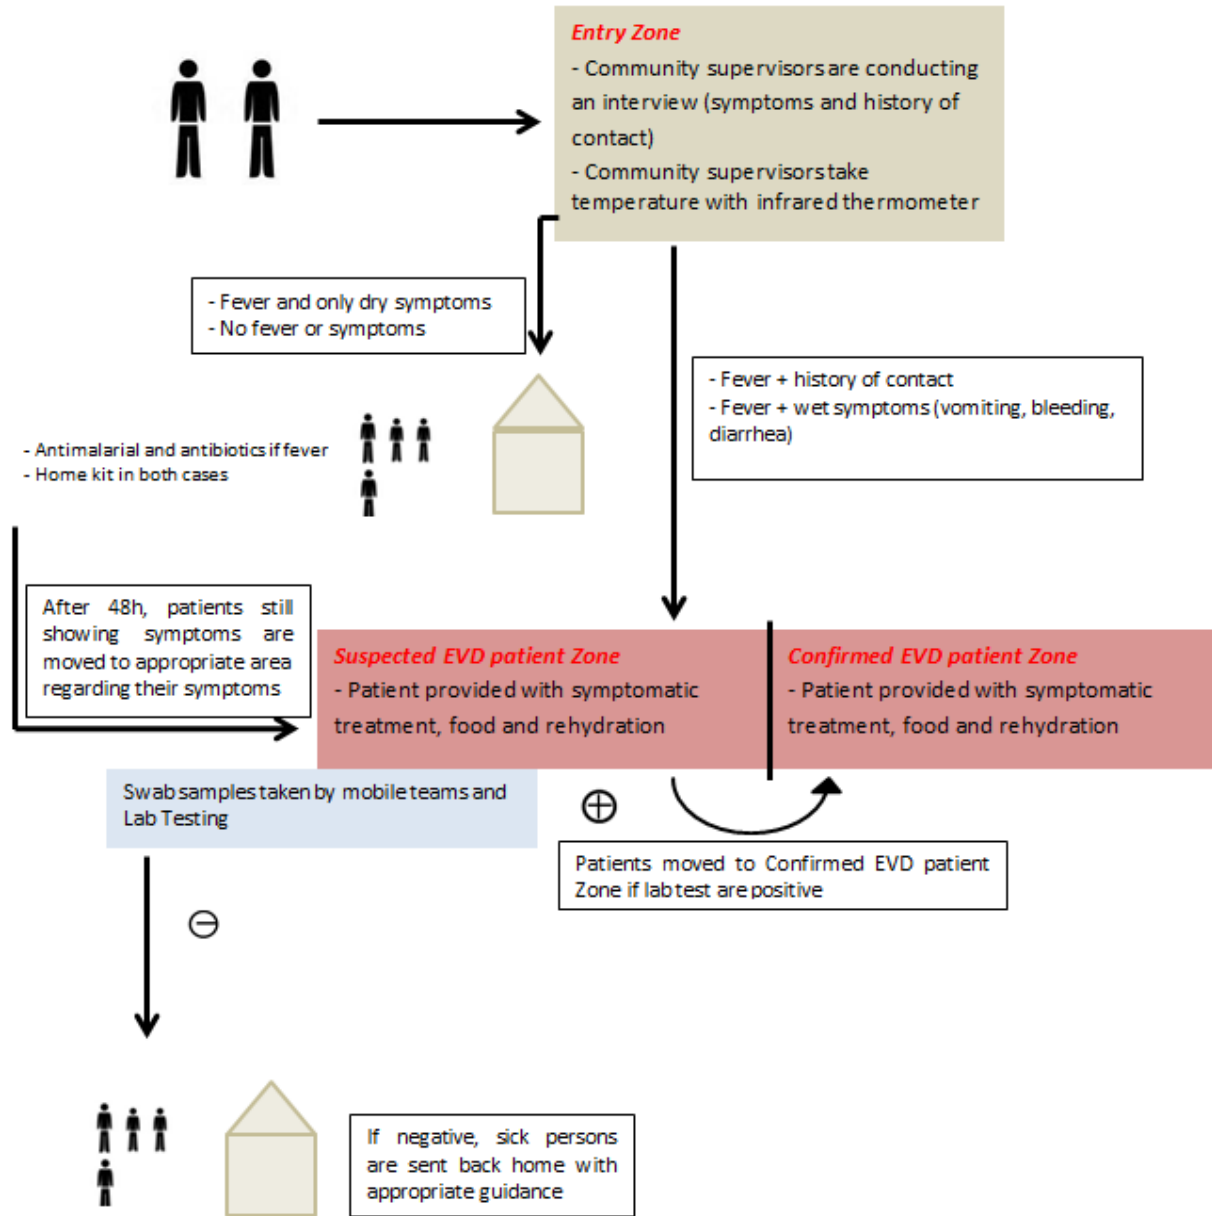 Entry Zone
- Community supervisors are conducting
an interview (symptoms and history of
contact)
- Community supervisors take
temperature with infrared thermometer
- Fever and only dry symptoms
- No fever or symptoms
- Fever + history of contact
- Fever + wet symptoms (vomiting, bleeding,
diarrhea)
- Antimalarial and antibiotics if fever
- Home kit in both cases
After 48h, patients still
showing symptoms are
moved to appropriate area
regarding their symptoms
Suspected EVD patient Zone
- Patient provided with symptomatic
treatment, food and rehydration
Confirmed EVD patient Zone
- Patient provided with symptomatic
treatment, food and rehydration
Swab samples taken by mobile teams and
Lab Testing
Patients moved to Confirmed EVD patient
Zone if lab test are positive
If negative, sick persons
are sent back home with
appropriate guidance